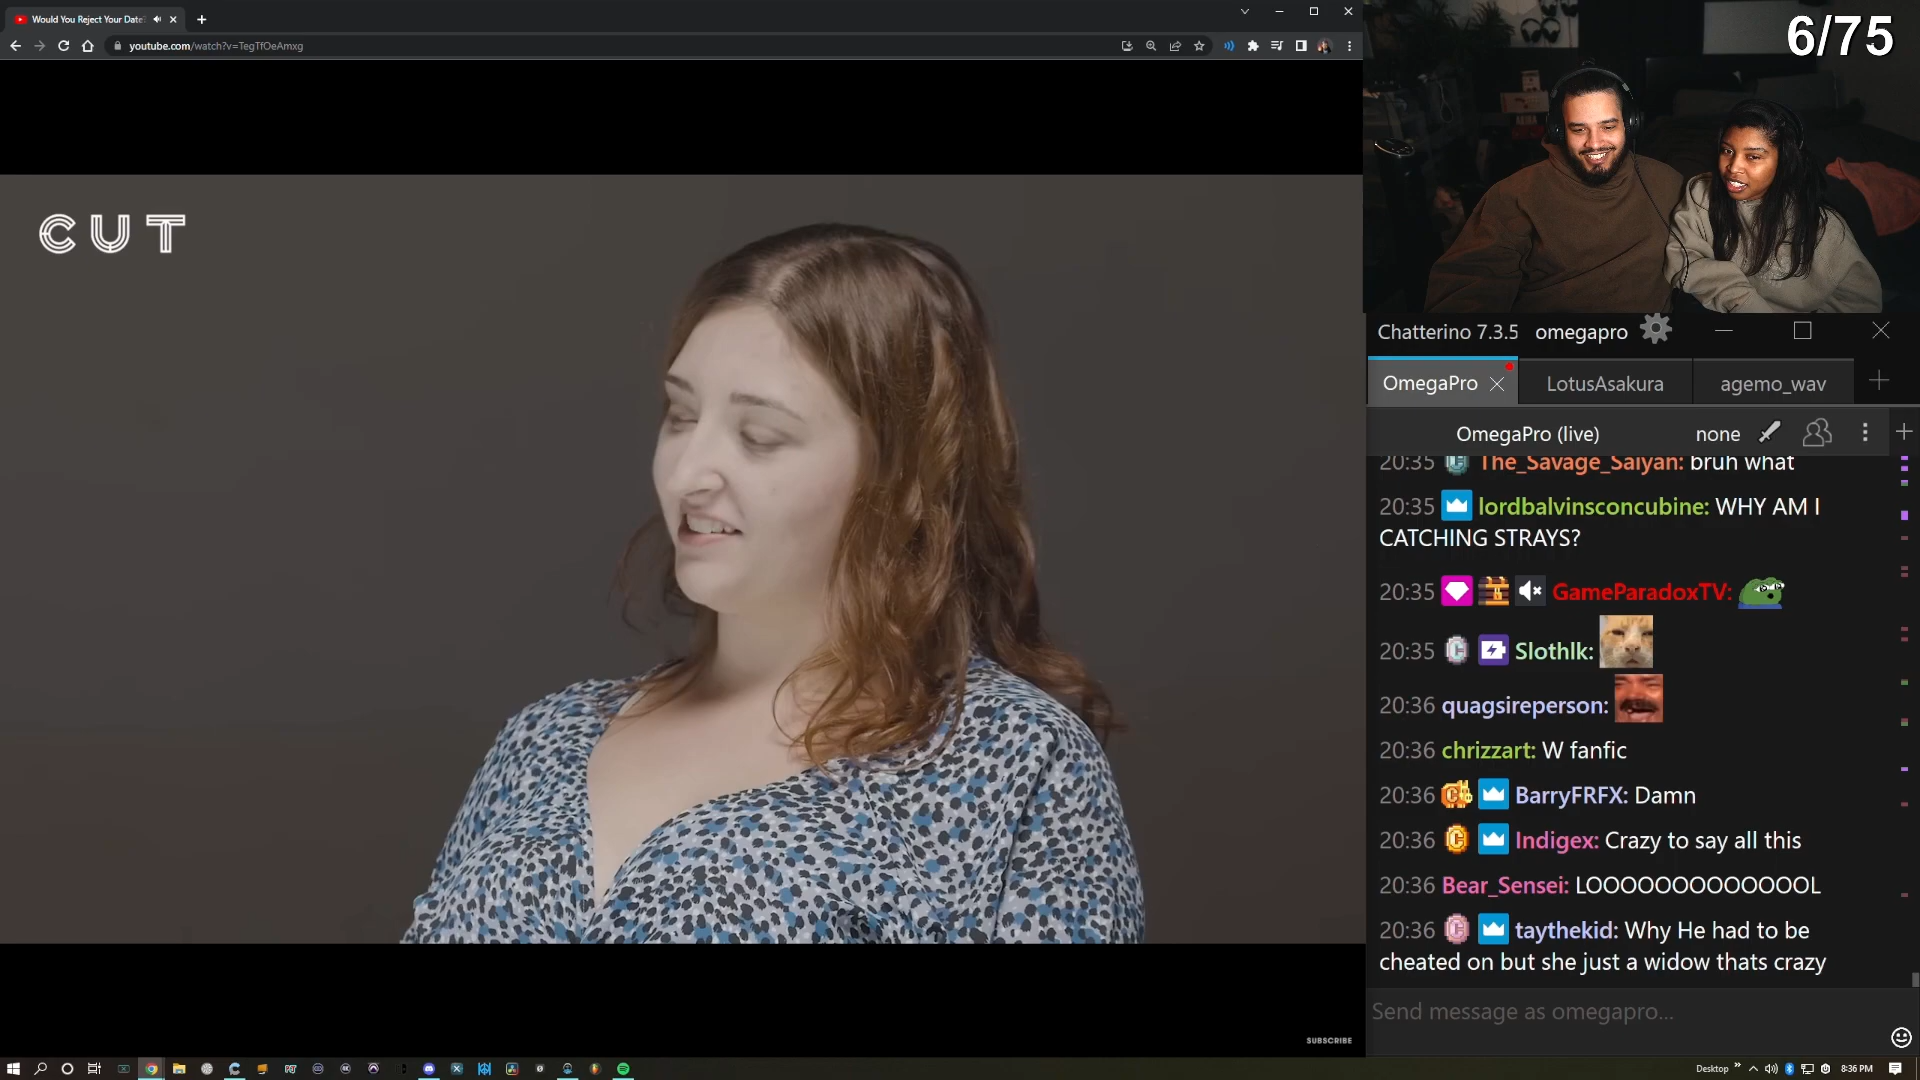 Would You Reject Your Date?
youtube.com/watch?v=TegTfOeAmxg
6/75
CUT
SUBSCRIBE
Chatterino 7.3.5 omegapro
OmegaPro
LotusAsakura
agemo_wav
OmegaPro (live)
none
20:35 The_Savage_Saiyan: bruh what
20:35 lordbalvinsconcubine: WHY AM I
CATCHING STRAYS?
20:35 GameParadoxTV:
20:35 Slothlk:
20:36 quagsireperson:
20:36 chrizzart: W fanfic
20:36 BarryFRFX: Damn
20:36 Indigex: Crazy to say all this
20:36 Bear_Sensei: LOOOOOOOOOOOOOL
20:36 taythekid: Why He had to be
cheated on but she just a widow thats crazy
Send message as omegapro...
Desktop
8:36 PM